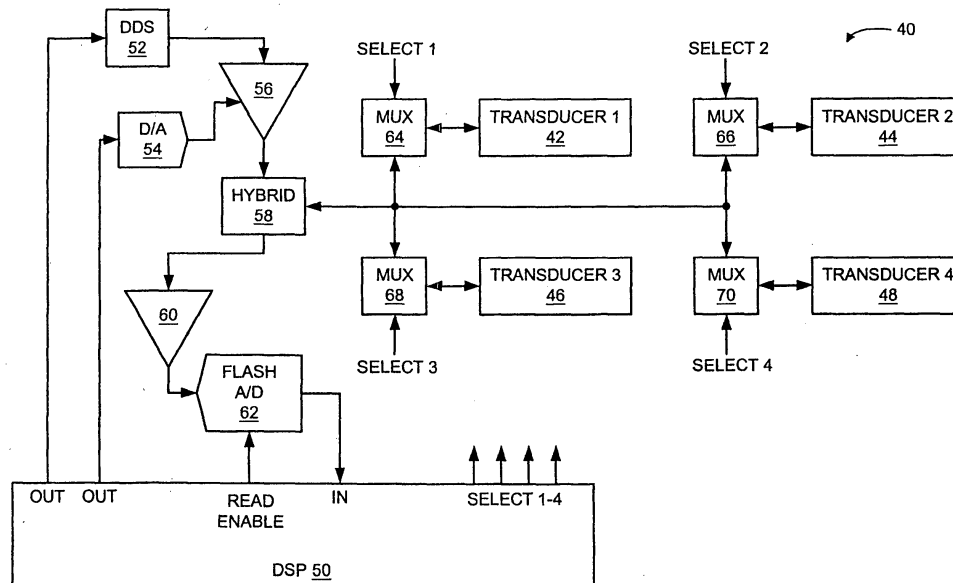 DDS
52
40
SELECT 1
SELECT 2
56
D/A
54
MUX
64
TRANSDUCER 1
42
MUX
66
TRANSDUCER 2
44
HYBRID
58
MUX
68
TRANSDUCER 3
46
MUX
70
TRANSDUCER 4
48
60
SELECT 3
SELECT 4
FLASH
A/D
62
OUT
OUT
READ
ENABLE
IN
SELECT 1-4
DSP 50